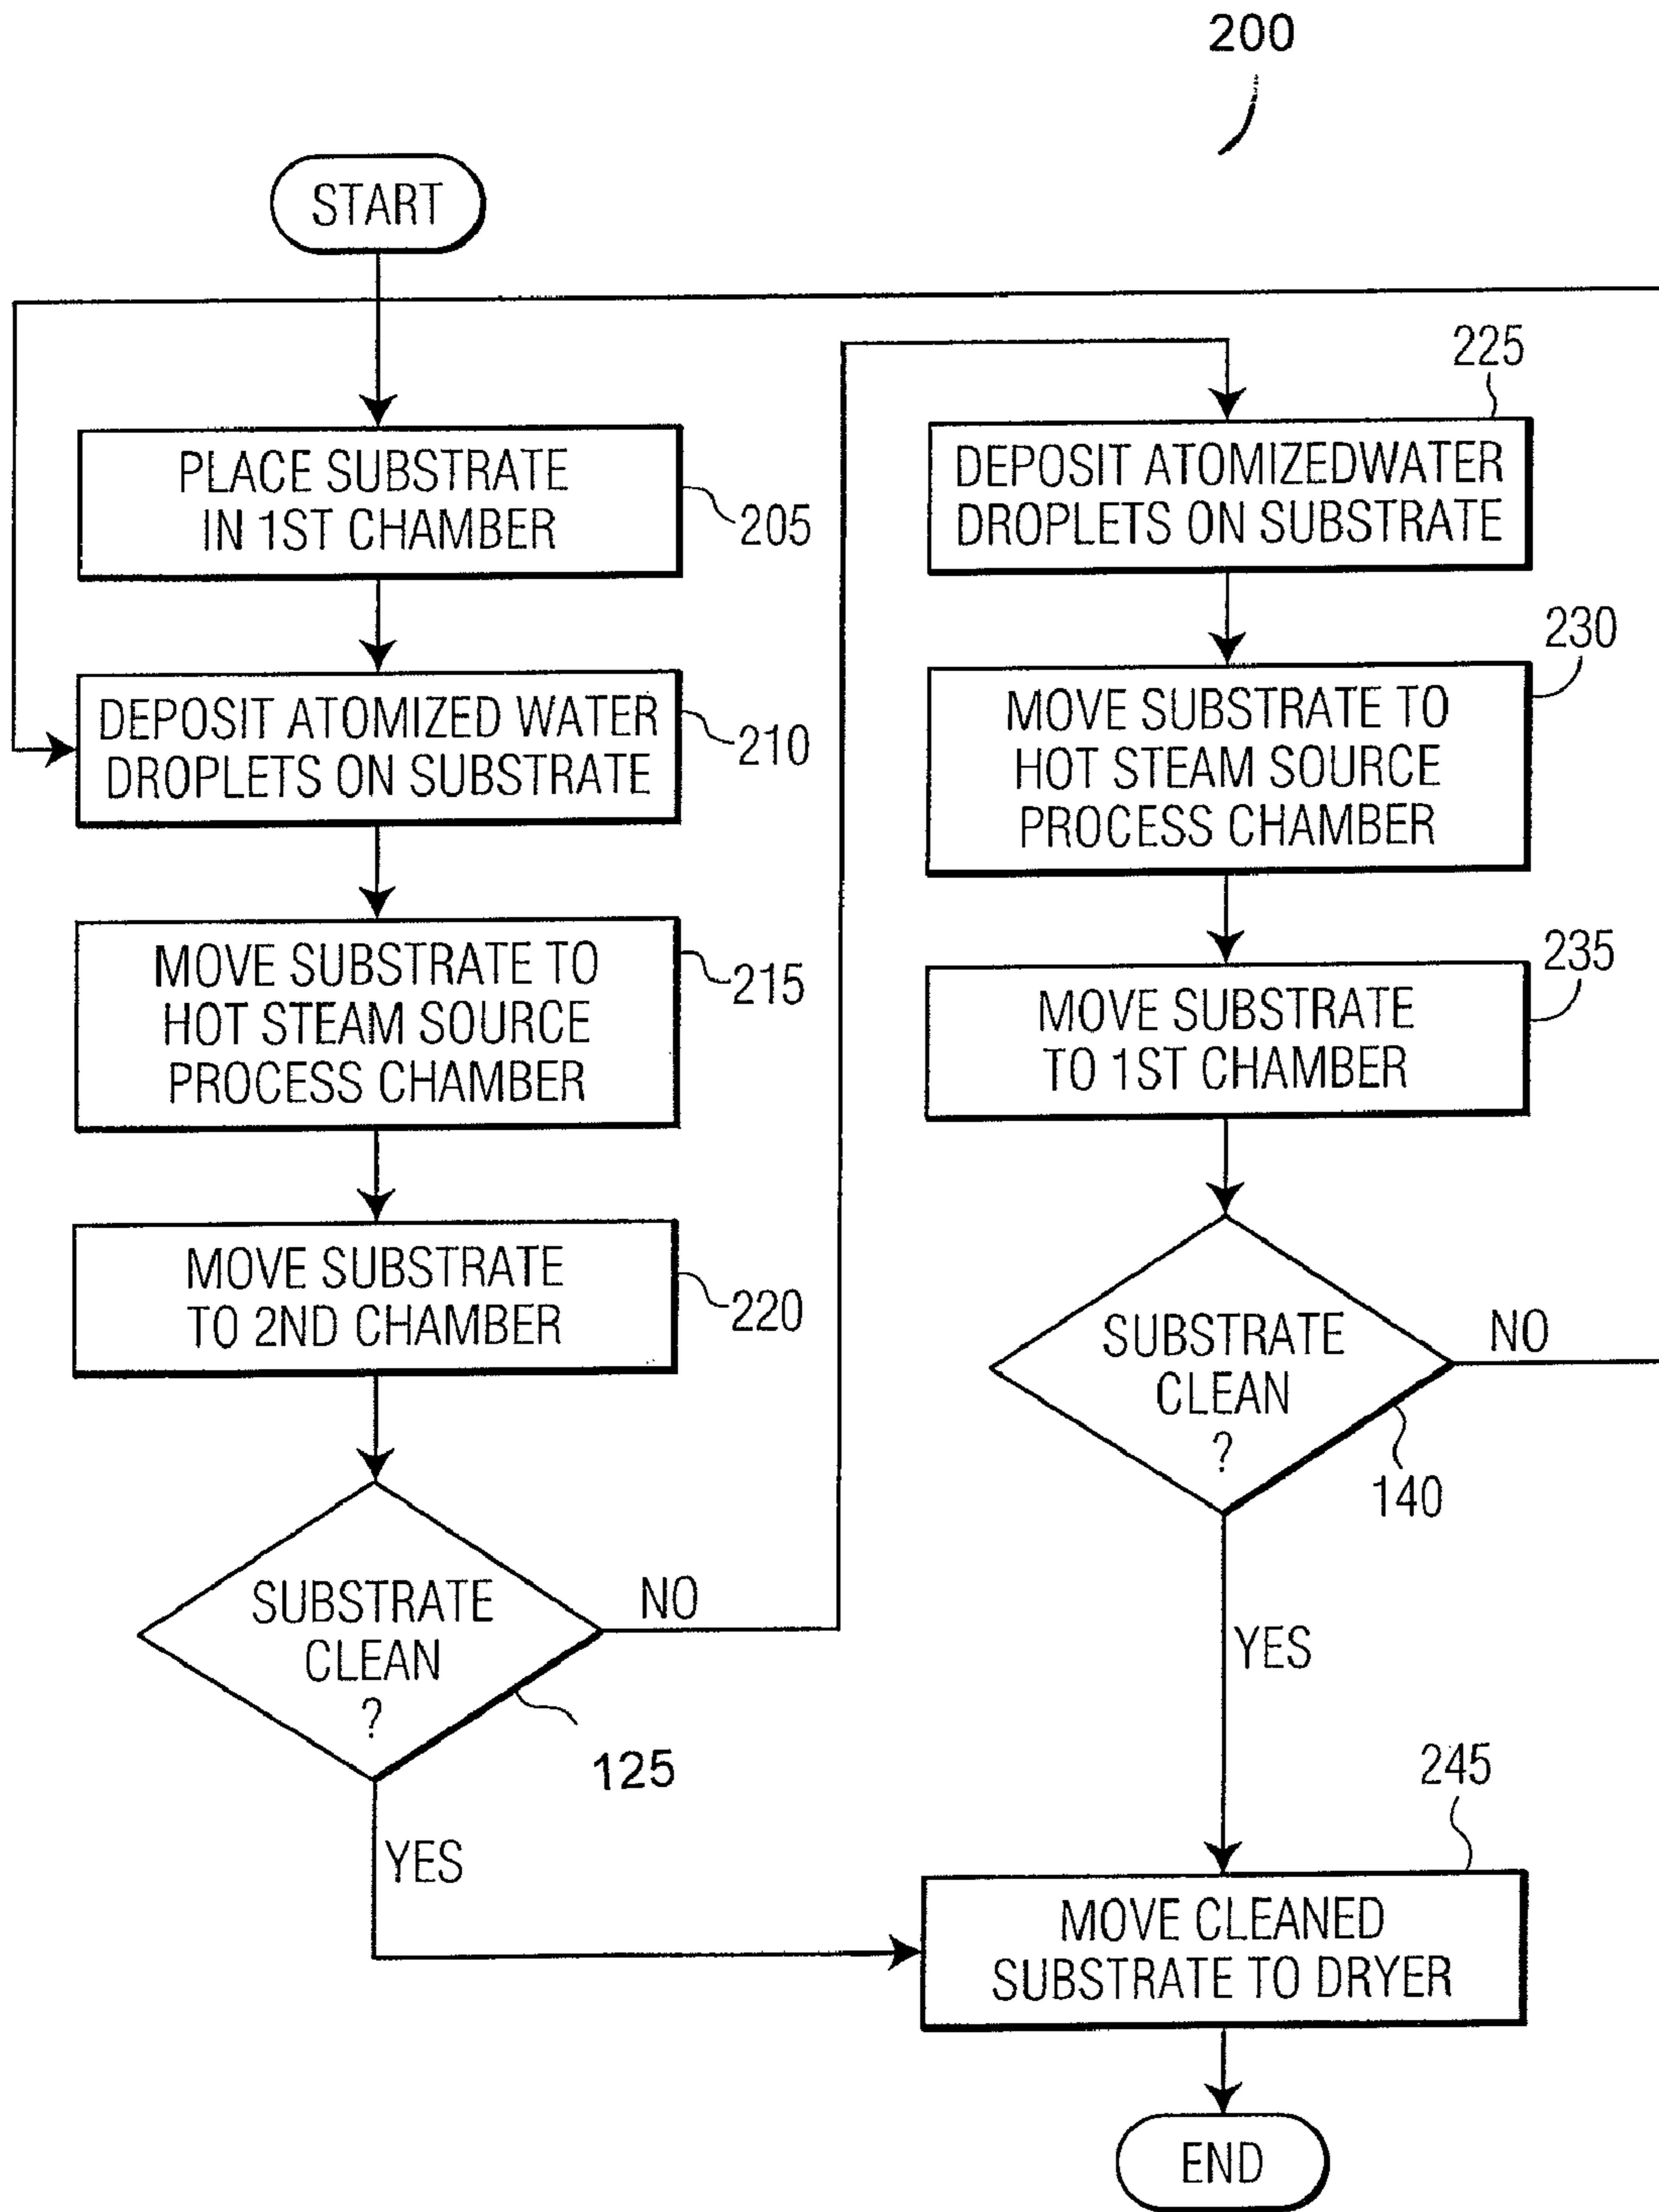 200
START
PLACE SUBSTRATE
IN 1ST CHAMBER
205
DEPOSIT ATOMIZED WATER
DROPLETS ON SUBSTRATE
210
MOVE SUBSTRATE TO
HOT STEAM SOURCE
PROCESS CHAMBER
215
MOVE SUBSTRATE
TO 2ND CHAMBER
220
SUBSTRATE
CLEAN
?
NO
125
YES
225
DEPOSIT ATOMIZEDWATER
DROPLETS ON SUBSTRATE
230
MOVE SUBSTRATE TO
HOT STEAM SOURCE
PROCESS CHAMBER
235
MOVE SUBSTRATE
TO 1ST CHAMBER
SUBSTRATE
CLEAN
?
NO
140
YES
245
MOVE CLEANED
SUBSTRATE TO DRYER
END